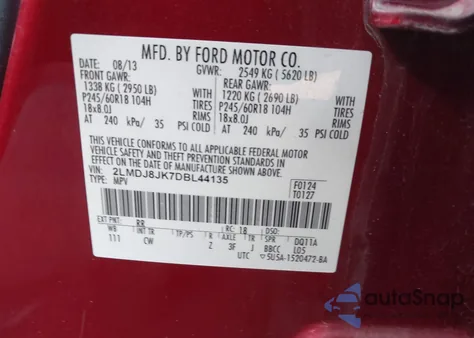 MFD. BY FORD MOTOR CO.
DATE: 08/13 GVWR: 2549 KG ( 5620 LB)
FRONT GAWR: REAR GAWR:
1338 KG ( 2950 LB) WITH 1220 KG ( 2690 LB) WITH
P245/60R18 104H TIRES P245/60R18 104H TIRES
18x8.0J RIMS 18x8.0J RIMS
AT 240 kPa/ 35 PSI COLD AT 240 kPa/ 35 PSI COLD
THIS VEHICLE CONFORMS TO ALL APPLICABLE FEDERAL MOTOR
VEHICLE SAFETY AND THEFT PREVENTION STANDARDS IN EFFECT
ON THE DATE OF MANUFACTURE SHOWN ABOVE.
VIN: 2LMDJ8JK7DBL44135 F0124
TYPE: MPV T0127
EXT PNT: RR RC: 18 DSO: DQ11A
WB INT TR TP/PS R AXLE TR SPR
111 CW Z 3F J BBCC LDS
UTC 5U5A-1520472-BA
autoSnap